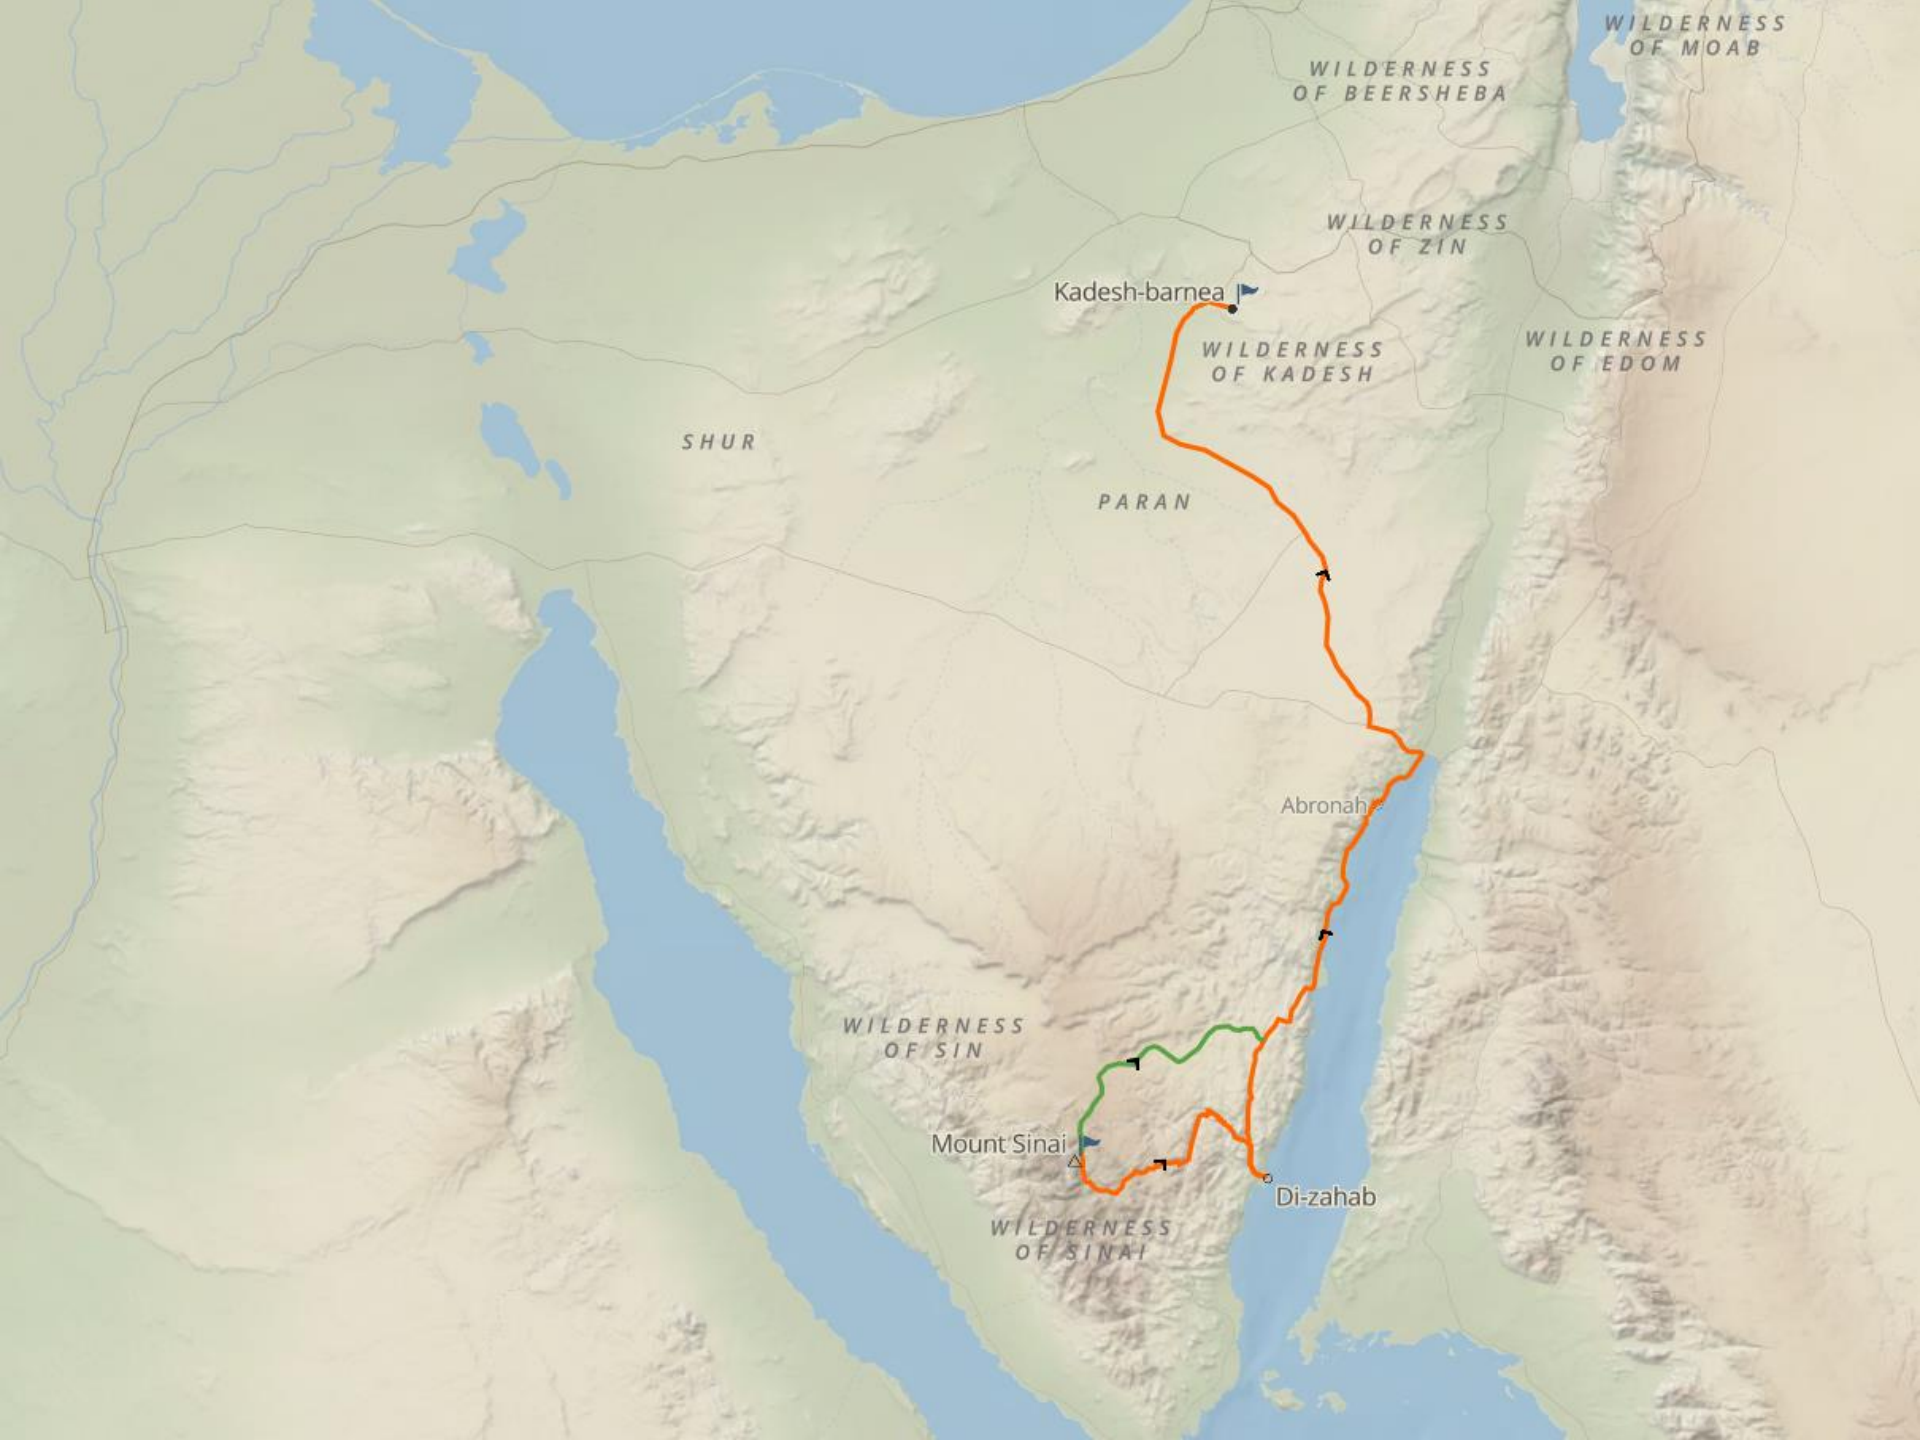 WILDERNESS
OF MOAB
WILDERNESS
OF BEERSHEBA
WILDERNESS
OF ZIN
Kadesh-barnea
WILDERNESS
OF KADESH
WILDERNESS
OF EDOM
SHUR
PARAN
Abronah
WILDERNESS
OF SIN
Mount Sinai
Di-zahab
WILDERNESS
OF SINAI